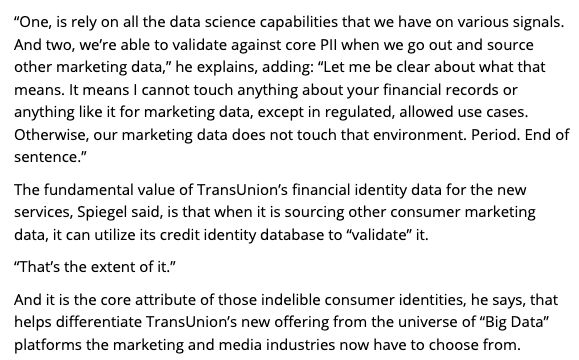 “One, is rely on all the data science capabilities that we have on various signals.
And two, we’re able to validate against core PII when we go out and source
other marketing data,” he explains, adding: “Let me be clear about what that
means. It means I cannot touch anything about your financial records or
anything like it for marketing data, except in regulated, allowed use cases.
Otherwise, our marketing data does not touch that environment. Period. End of
sentence.”
The fundamental value of TransUnion’s financial identity data for the new
services, Spiegel said, is that when it is sourcing other consumer marketing
data, it can utilize its credit identity database to “validate” it.
“That’s the extent of it.”
And it is the core attribute of those indelible consumer identities, he says, that
helps differentiate TransUnion’s new offering from the universe of “Big Data”
platforms the marketing and media industries now have to choose from.